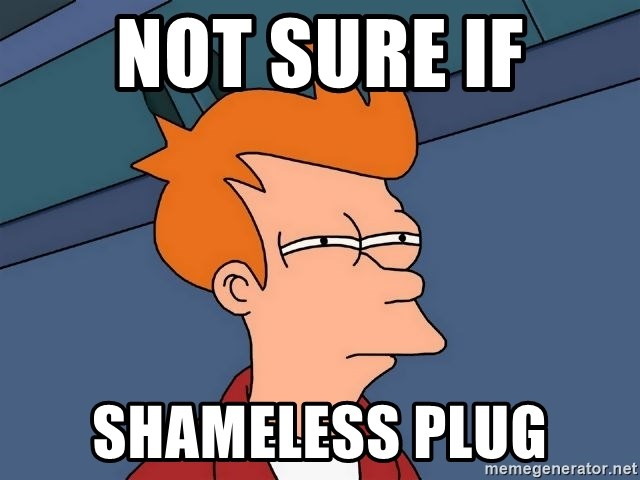 NOT SURE IF
SHAMELESS PLUG
memegenerator.net